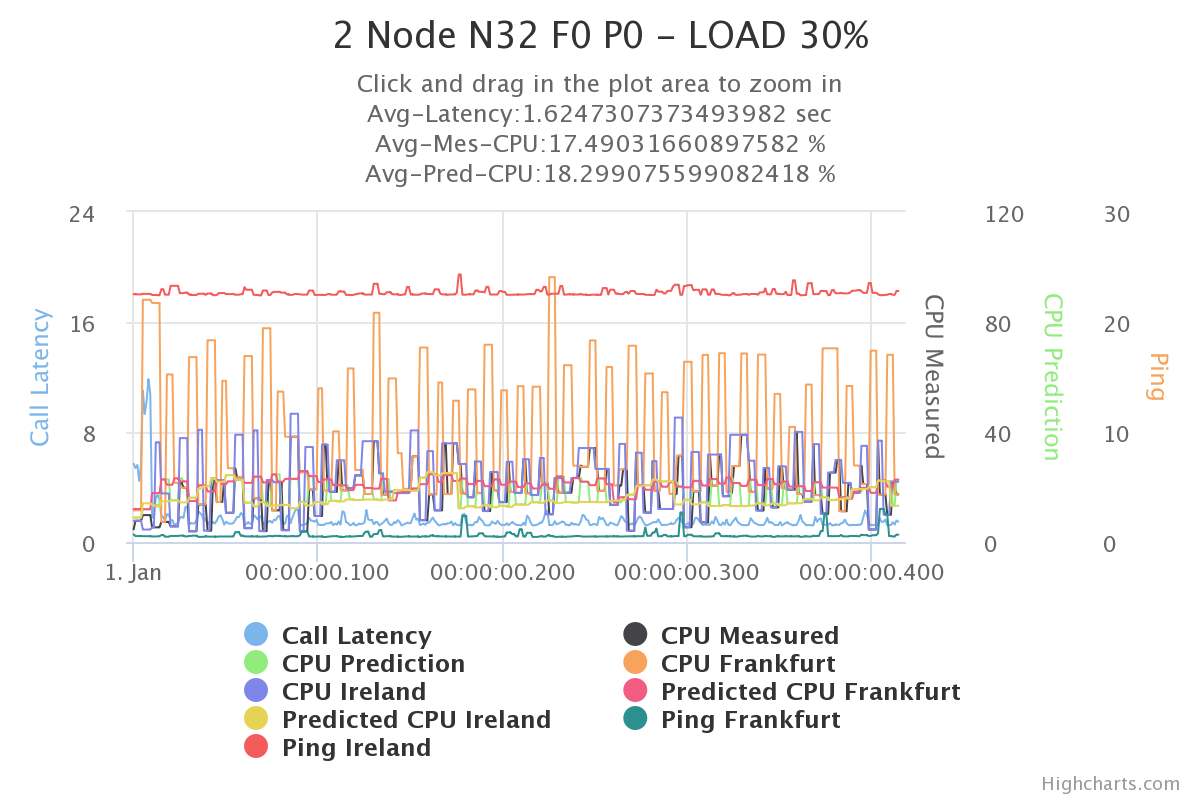 2 Node N32 F0 P0 - LOAD 30%
Click and drag in the plot area to zoom in
Avg-Latency:1.6247307373493982 sec
Avg-Mes-CPU:17.49031660897582 %
Avg-Pred-CPU:18.299075599082418 %
24 120 30
16 80 20
8 40 10
0 0 0
Call Latency
CPU Measured
CPU Prediction
Ping
1. Jan 00:00:00.100 00:00:00.200 00:00:00.300 00:00:00.400
Call Latency CPU Measured
CPU Prediction CPU Frankfurt
CPU Ireland Predicted CPU Frankfurt
Predicted CPU Ireland Ping Frankfurt
Ping Ireland
Highcharts.com